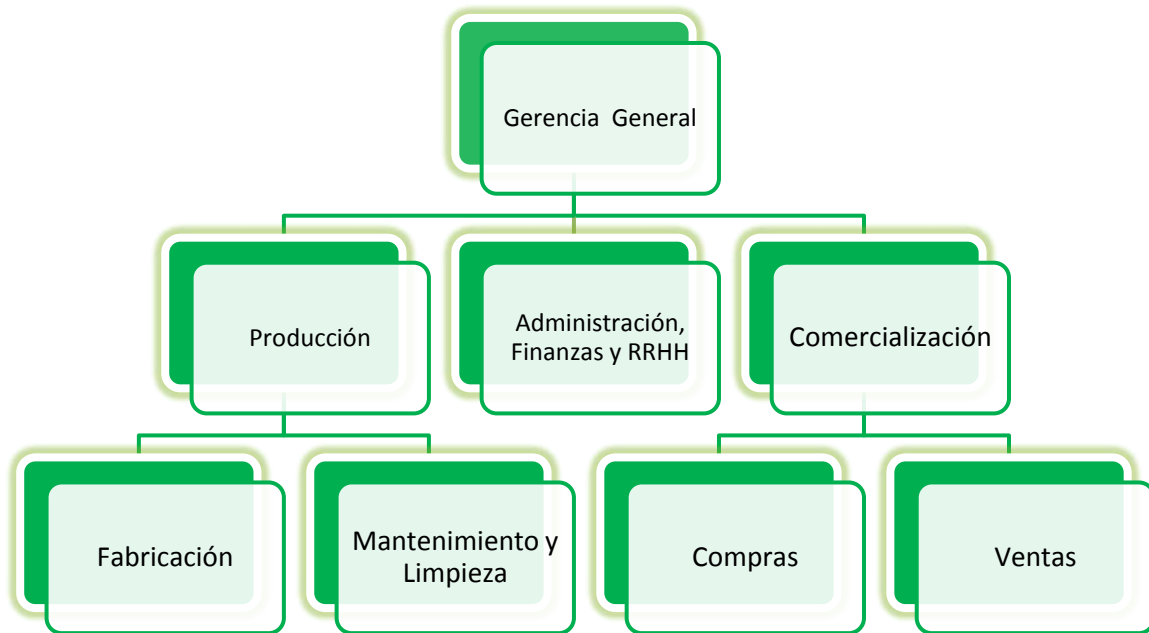 Gerencia General
Producción
Administración,
Finanzas y RRHH
Comercialización
Fabricación
Mantenimiento y
Limpieza
Compras
Ventas